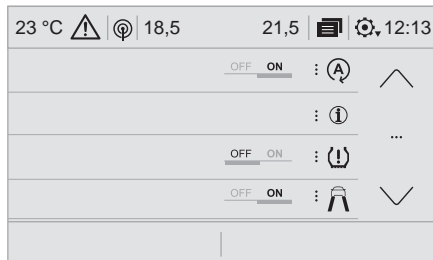 23 °C 18,5 21,5 12:13
OFF ON : A
: i
OFF ON : (!)
OFF ON :
...